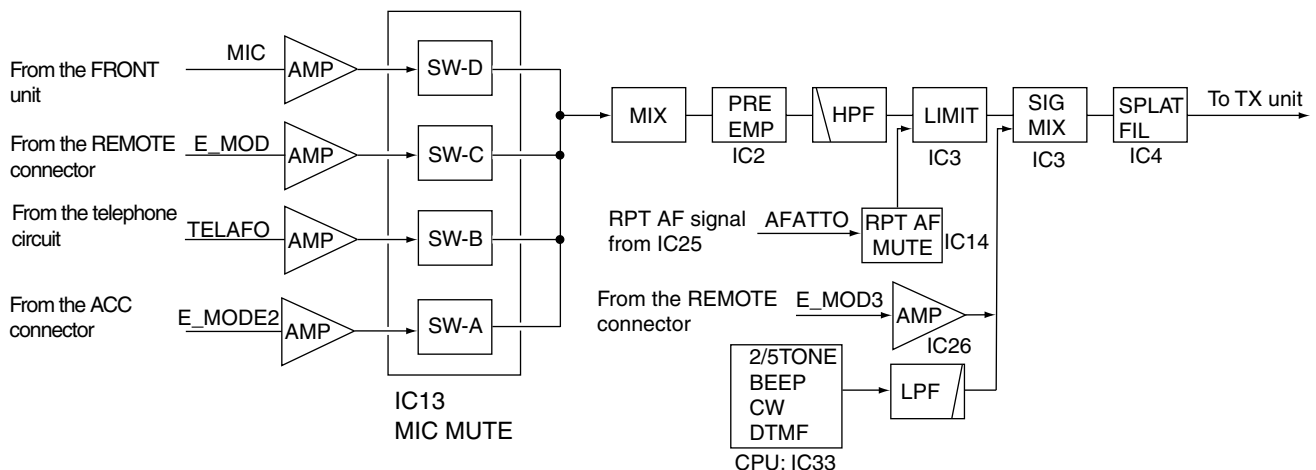 From the FRONT
unit
MIC
AMP
SW-D
From the REMOTE
connector
E_MOD
AMP
SW-C
From the telephone
circuit
TELAFO
AMP
SW-B
From the ACC
connector
E_MODE2
AMP
SW-A
IC13
MIC MUTE
MIX
PRE
EMP
IC2
HPF
LIMIT
IC3
SIG
MIX
IC3
SPLAT
FIL
IC4
To TX unit
RPT AF signal
from IC25
AFATTO
RPT AF
MUTE
IC14
From the REMOTE
connector
E_MOD3
AMP
IC26
2/5TONE
BEEP
CW
DTMF
CPU: IC33
LPF